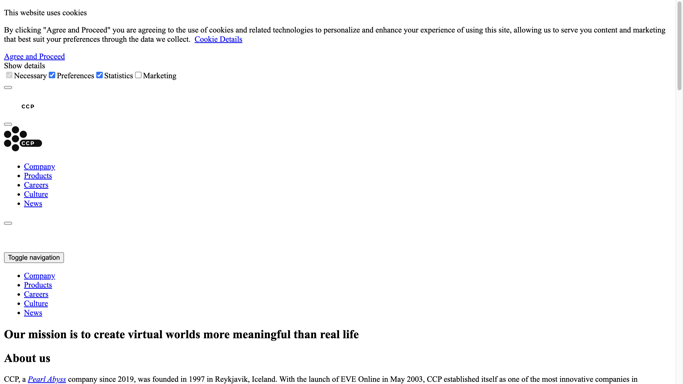 This website uses cookies
By clicking "Agree and Proceed" you are agreeing to the use of cookies and related technologies to personalize and enhance your experience of using this site, allowing us to serve you content and marketing
that best suit your preferences through the data we collect.  Cookie Details
Agree and Proceed
Show details
Necessary Preferences Statistics Marketing
CCP
CCP
Company
Products
Careers
Culture
News
Toggle navigation
Company
Products
Careers
Culture
News
Our mission is to create virtual worlds more meaningful than real life
About us
CCP, a Pearl Abyss company since 2019, was founded in 1997 in Reykjavik, Iceland. With the launch of EVE Online in May 2003, CCP established itself as one of the most innovative companies in